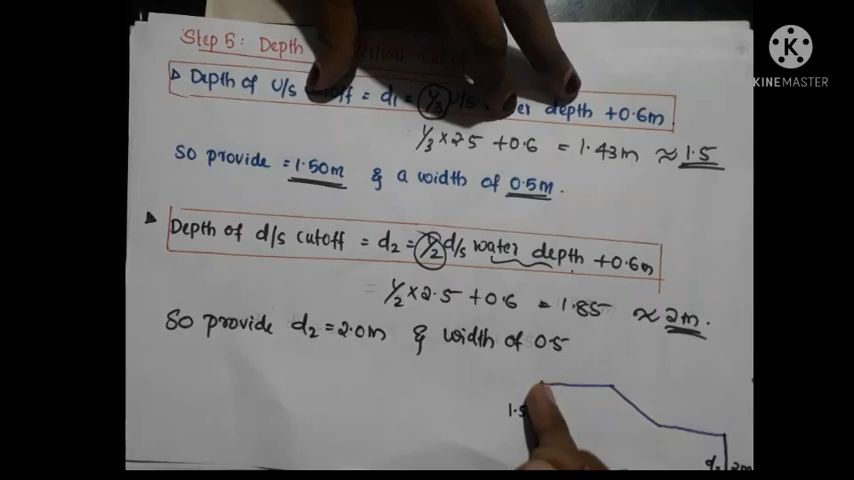 Step 5: Depth
▷ Depth of U/s cutoff = d1 = 1/3 U/s depth +0.6m
1/3 × 2.5 + 0.6 = 1.43m ≈ 1.5
So provide = 1.50m & a width of 0.5m.
▷ Depth of d/s cutoff = d2 = 1/2 d/s water depth +0.6m
= 1/2 × 2.5 + 0.6 = 1.85 ≈ 2m.
So provide d2 = 2.0m & width of 0.5
1.5
d2 2m
K
KINEMASTER